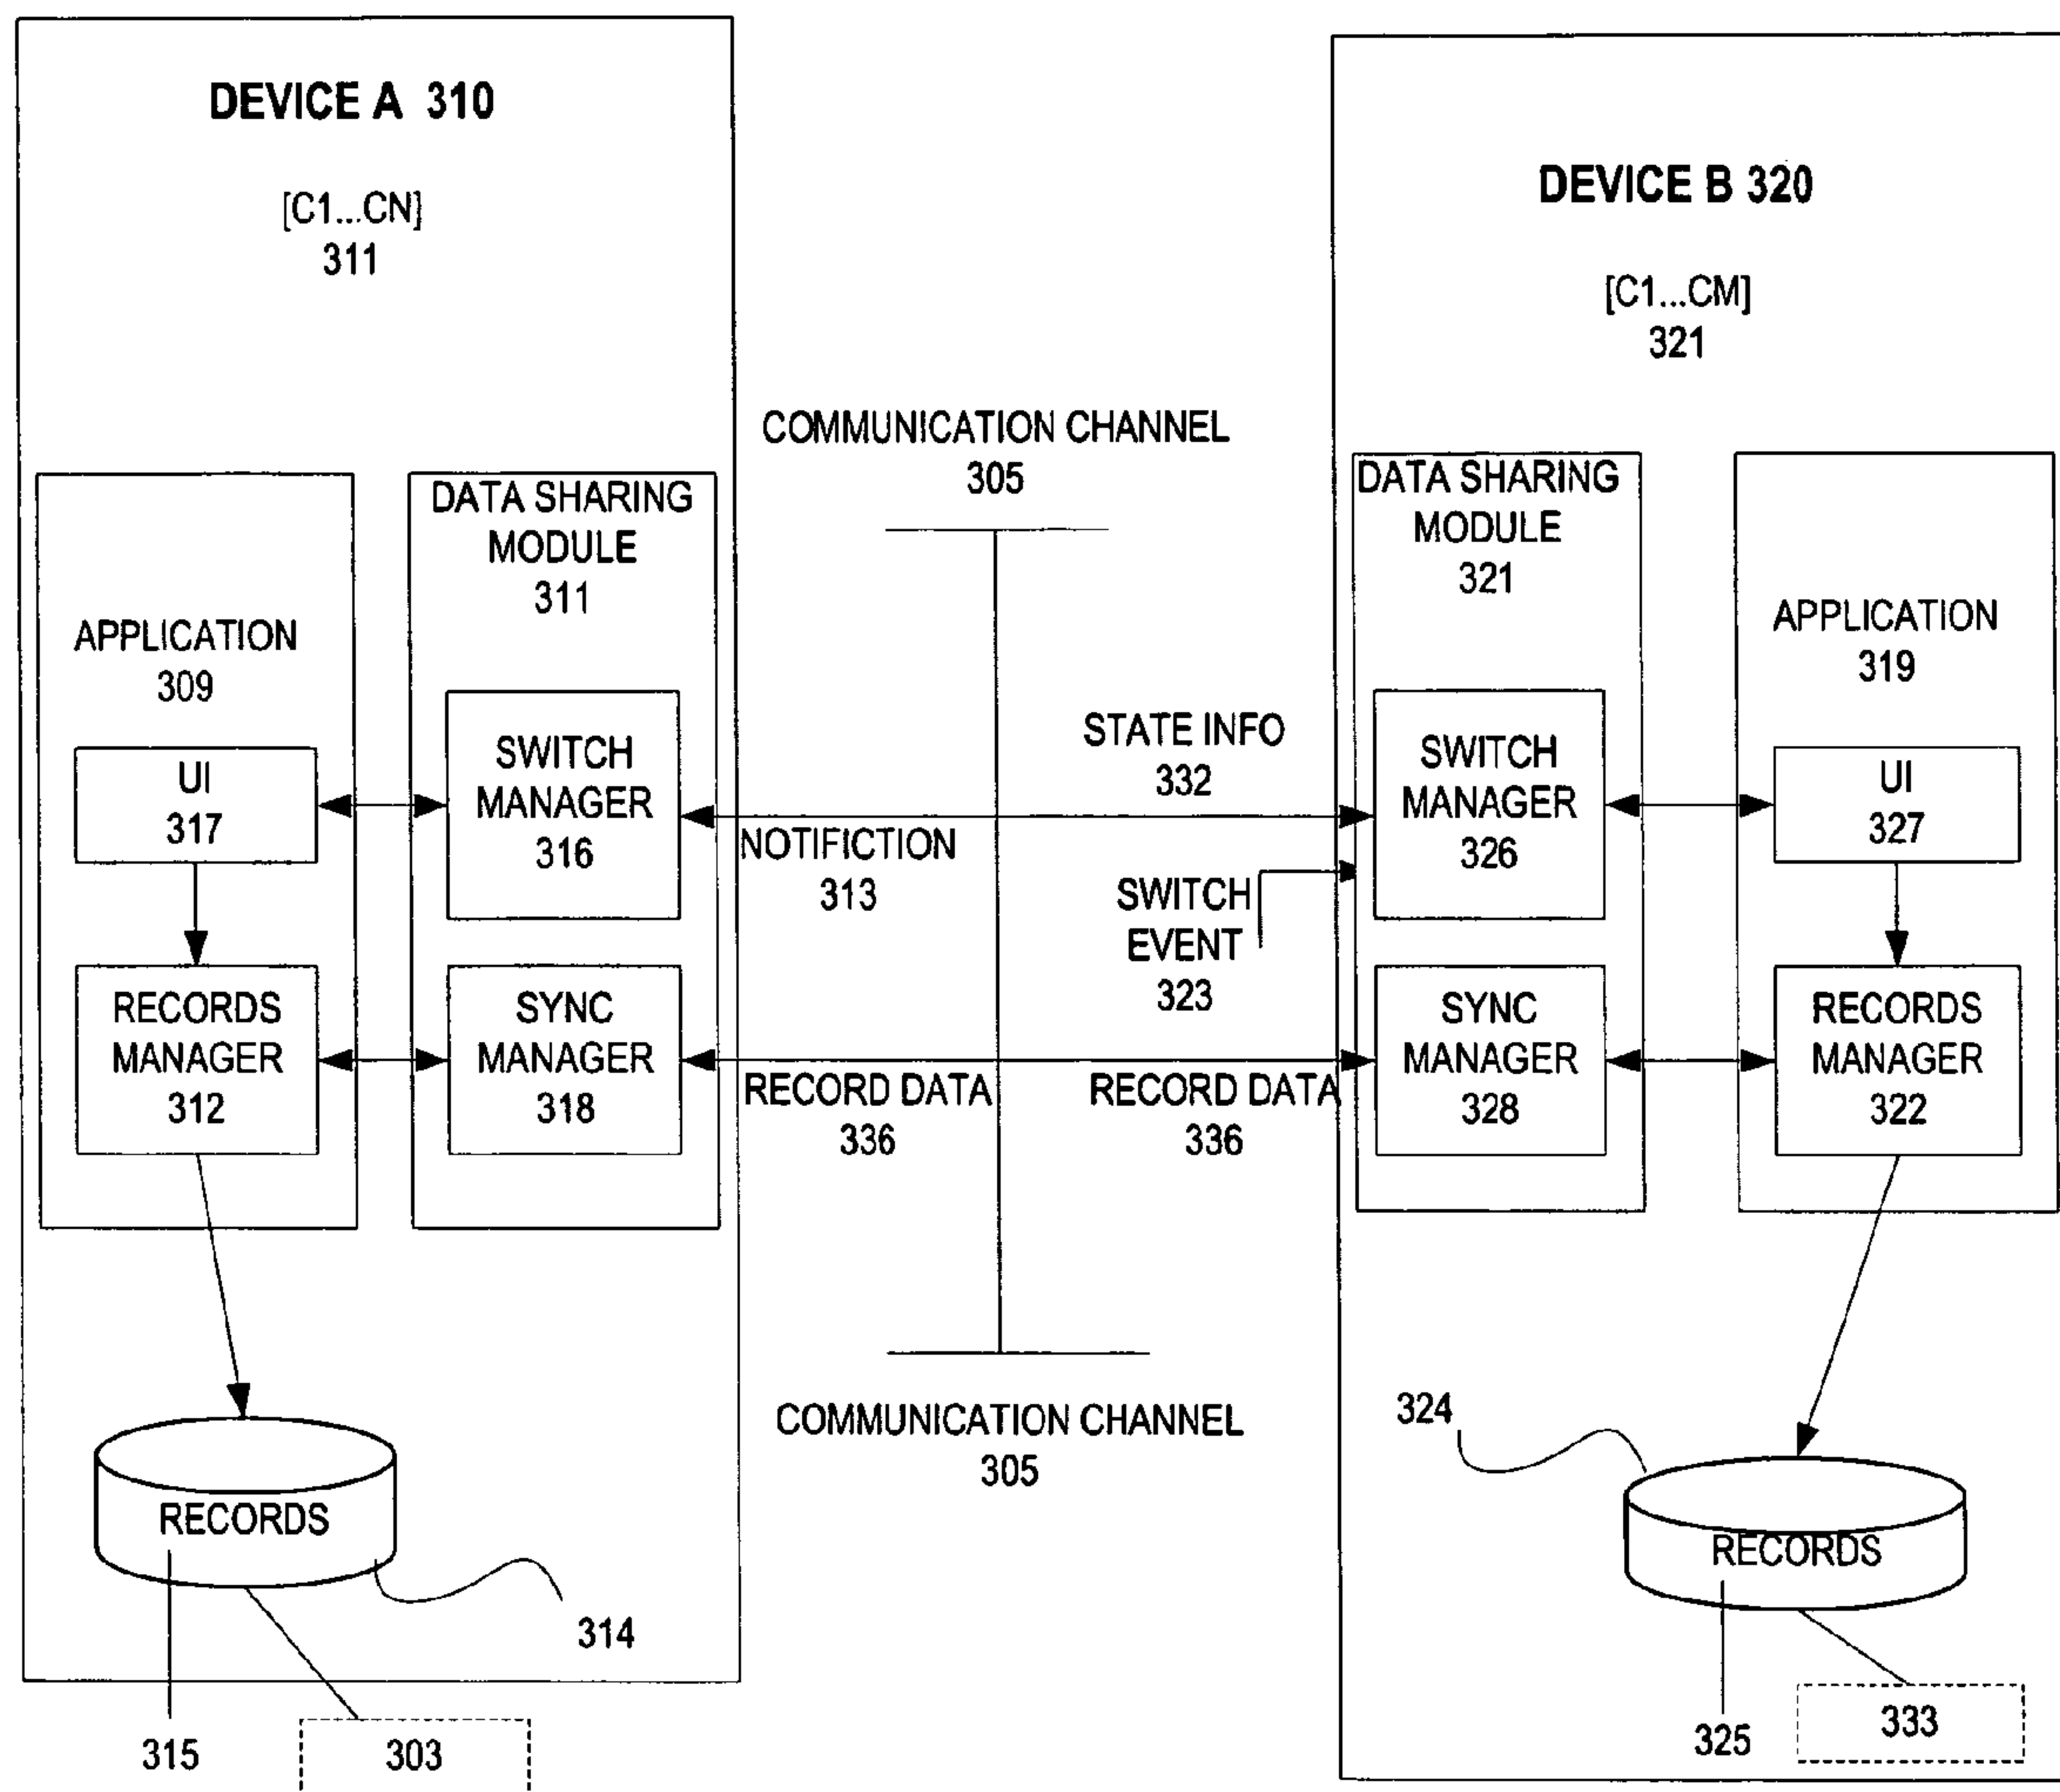 DEVICE A 310
[C1...CN]
311
APPLICATION
309
UI
317
RECORDS
MANAGER
312
DATA SHARING
MODULE
311
SWITCH
MANAGER
316
SYNC
MANAGER
318
RECORDS
314
315
303
COMMUNICATION CHANNEL
305
STATE INFO
332
NOTIFICTION
313
SWITCH
EVENT
323
RECORD DATA
336
RECORD DATA
336
COMMUNICATION CHANNEL
305
DEVICE B 320
[C1...CM]
321
DATA SHARING
MODULE
321
SWITCH
MANAGER
326
SYNC
MANAGER
328
APPLICATION
319
UI
327
RECORDS
MANAGER
322
324
RECORDS
325
333